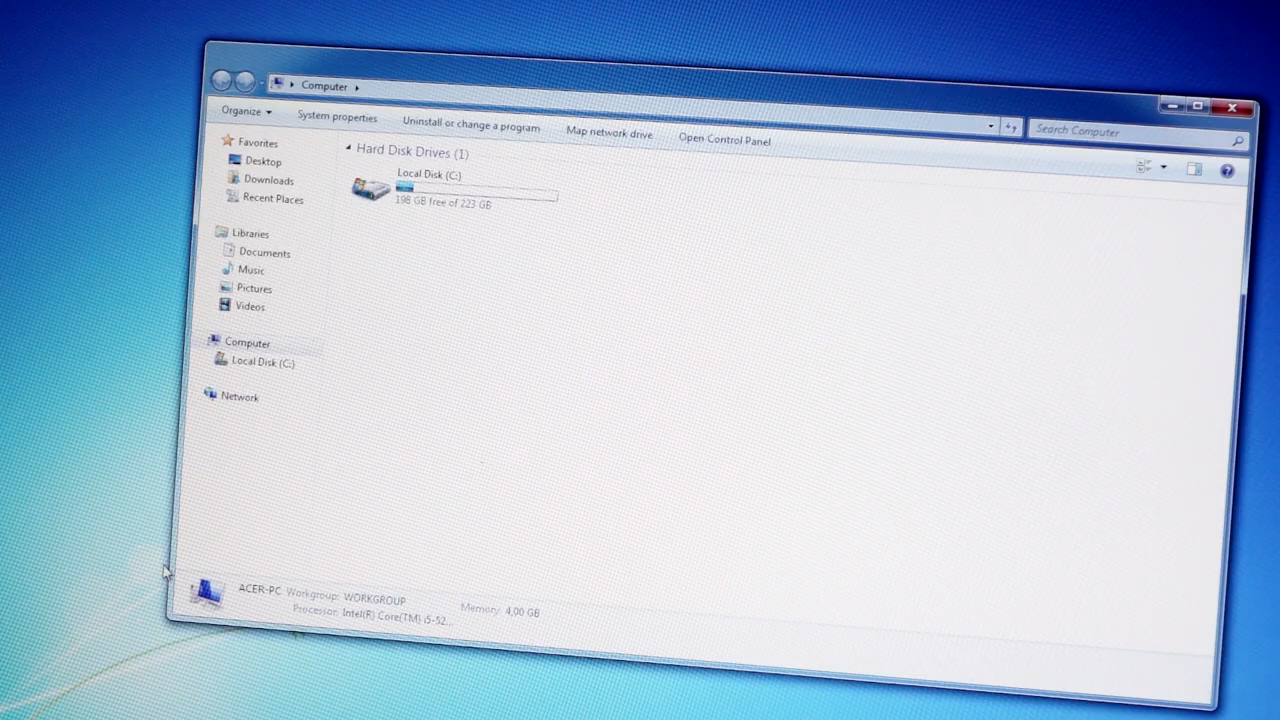 Computer
Search Computer
Organize
System properties
Uninstall or change a program
Map network drive
Open Control Panel
Favorites
Desktop
Downloads
Recent Places
Libraries
Documents
Music
Pictures
Videos
Computer
Local Disk (C:)
Network
Hard Disk Drives (1)
Local Disk (C:)
198 GB free of 223 GB
ACER-PC Workgroup: WORKGROUP
Memory: 4,00 GB
Processor: Intel(R) Core(TM) i5-52...